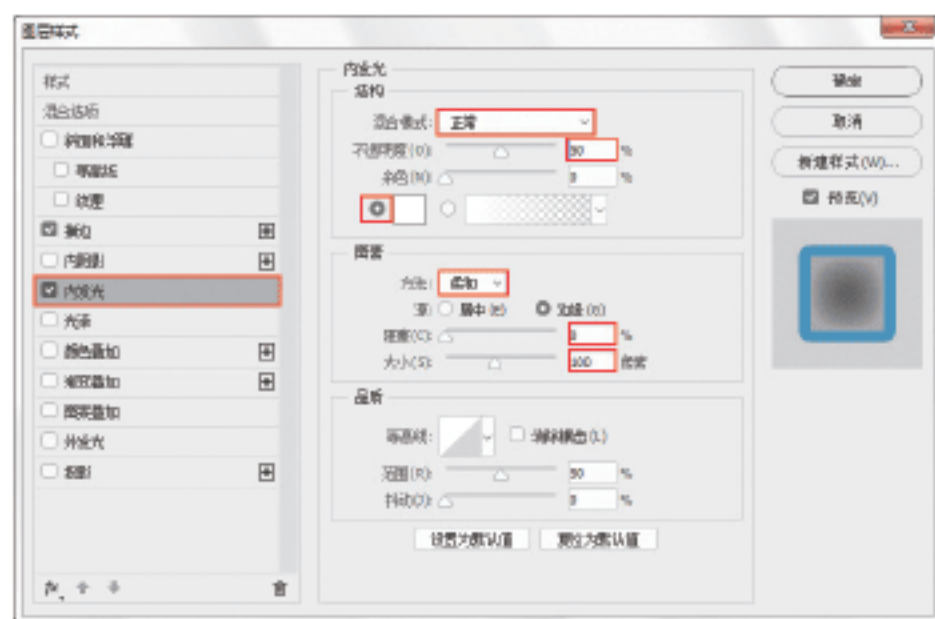 图层样式
样式
混合选项
斜面和浮雕
等高线
纹理
描边
内阴影
内发光
光泽
颜色叠加
渐变叠加
图案叠加
外发光
投影
fx
内发光
结构
混合模式: 正常
不透明度(O): 50 %
杂色(N): 0 %
图素
方法: 柔和
源: 居中(E) 边缘(G)
阻塞(C): 0 %
大小(S): 100 像素
品质
等高线: 消除锯齿(L)
范围(R): 50 %
抖动(J): 0 %
设置为默认值 复位为默认值
确定
取消
新建样式(W)...
预览(V)